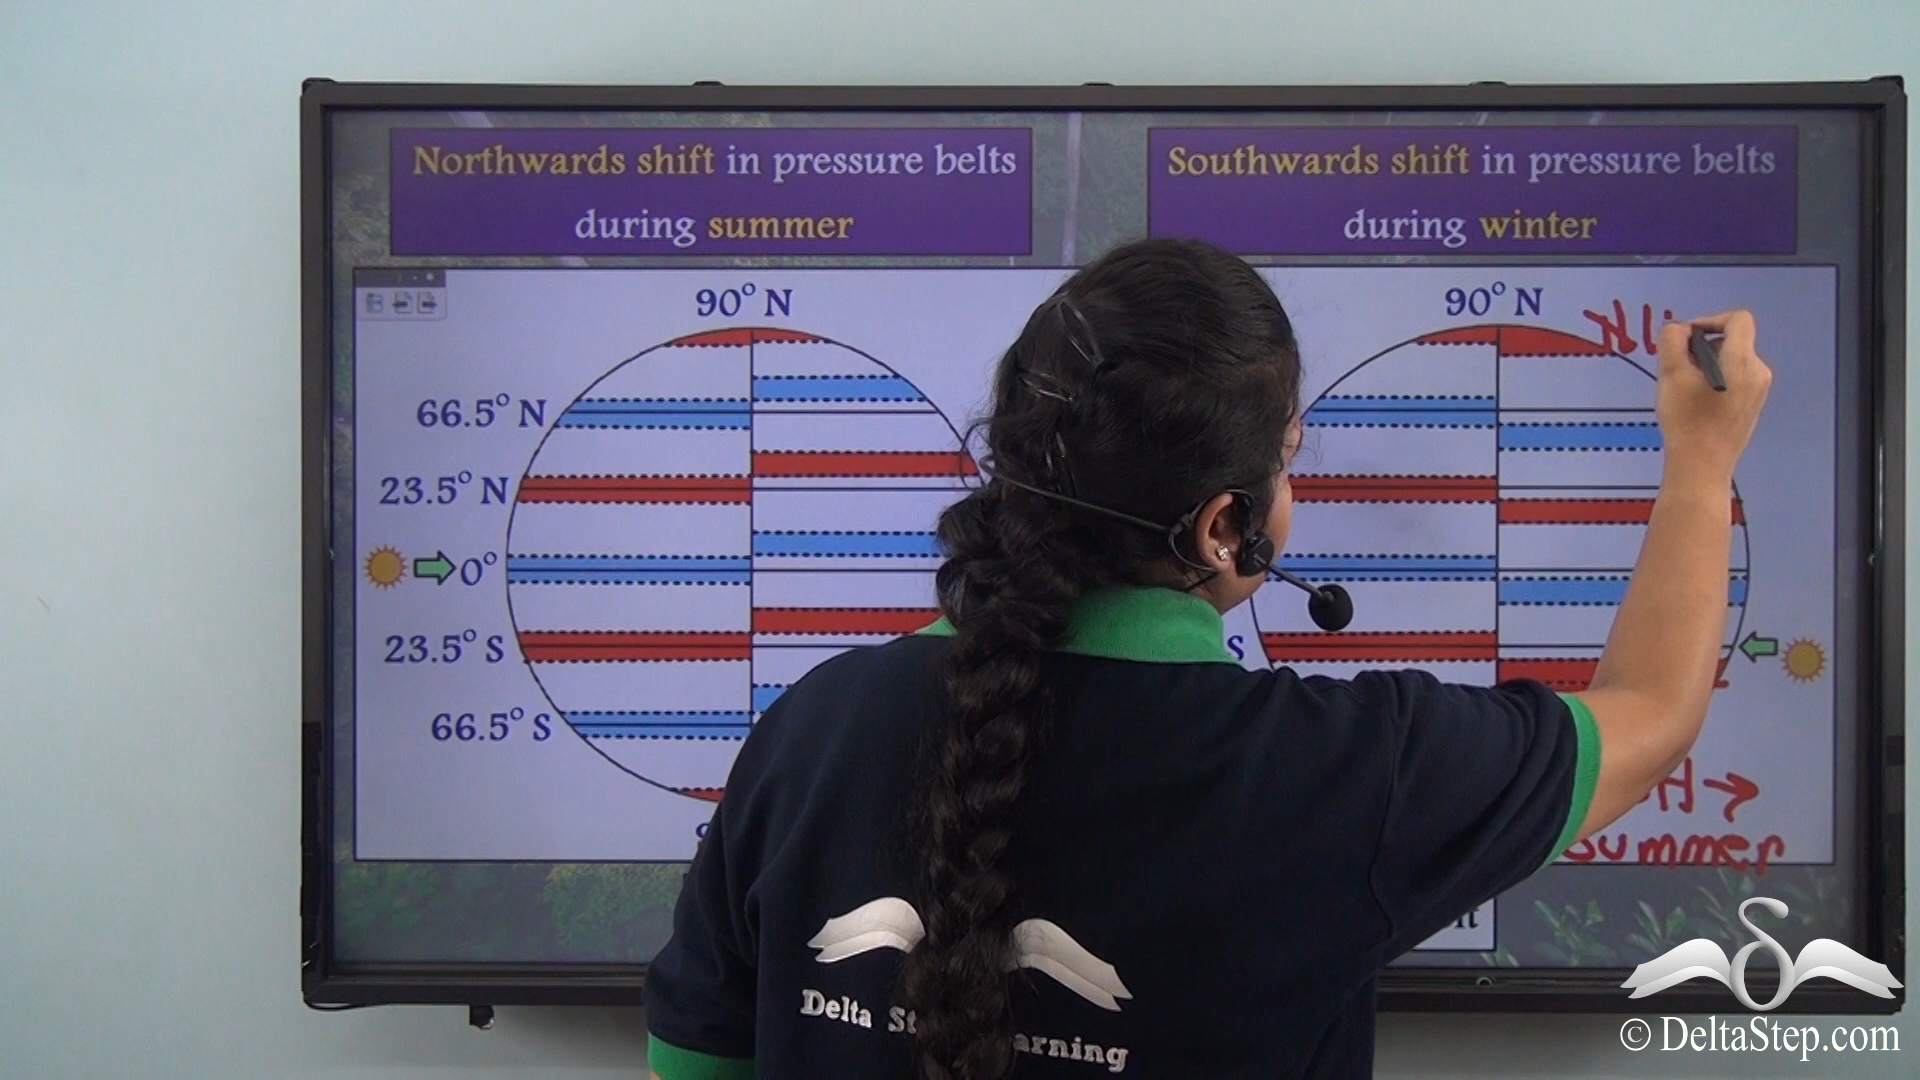 Northwards shift in pressure belts
during summer
Southwards shift in pressure belts
during winter
90° N
66.5° N
23.5° N
0°
23.5° S
66.5° S
90° N
S
H →
Summer
Delta
arning
© DeltaStep.com